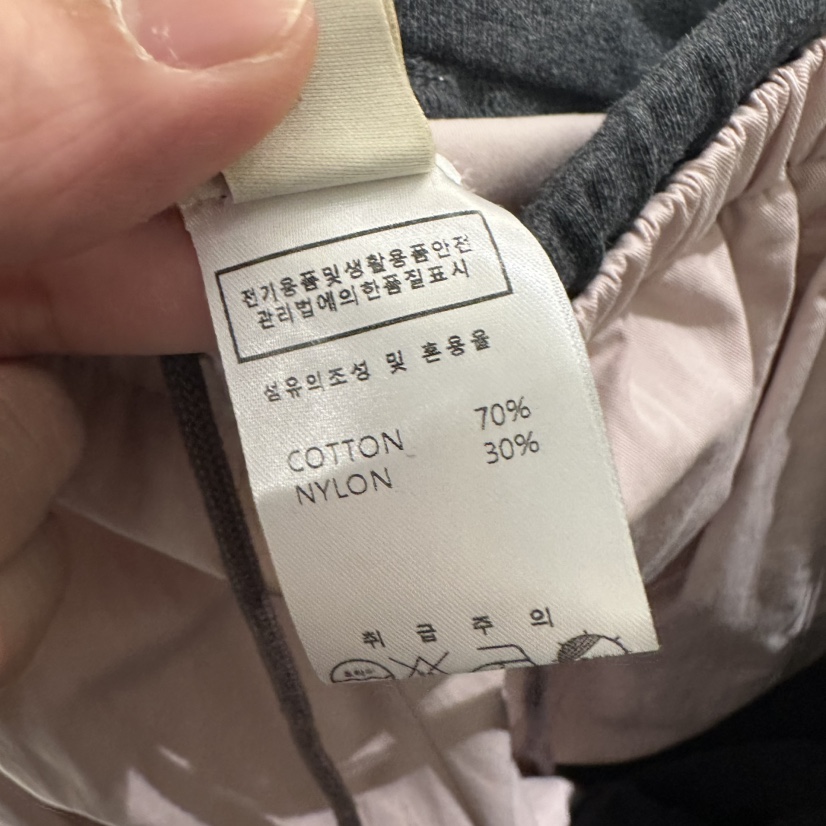 전기용품및생활용품안전
관리법에의한품질표시
섬유의조성 및 혼용율
COTTON 70%
NYLON 30%
취 급 주 의